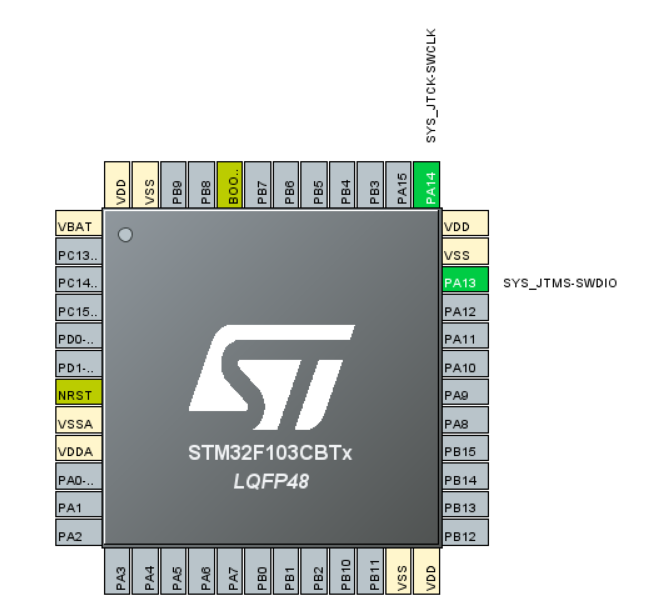 SYS_JTCK-SWCLK
VDD
VSS
PB9
PB8
BOO..
PB7
PB6
PB5
PB4
PB3
PA15
PA14
VBAT
PC13..
PC14..
PC15..
PD0-..
PD1-..
NRST
VSSA
VDDA
PA0-..
PA1
PA2
VDD
VSS
PA13 SYS_JTMS-SWDIO
PA12
PA11
PA10
PA9
PA8
PB15
PB14
PB13
PB12
ST
STM32F103CBTx
LQFP48
PA3
PA4
PA5
PA6
PA7
PB0
PB1
PB2
PB10
PB11
VSS
VDD